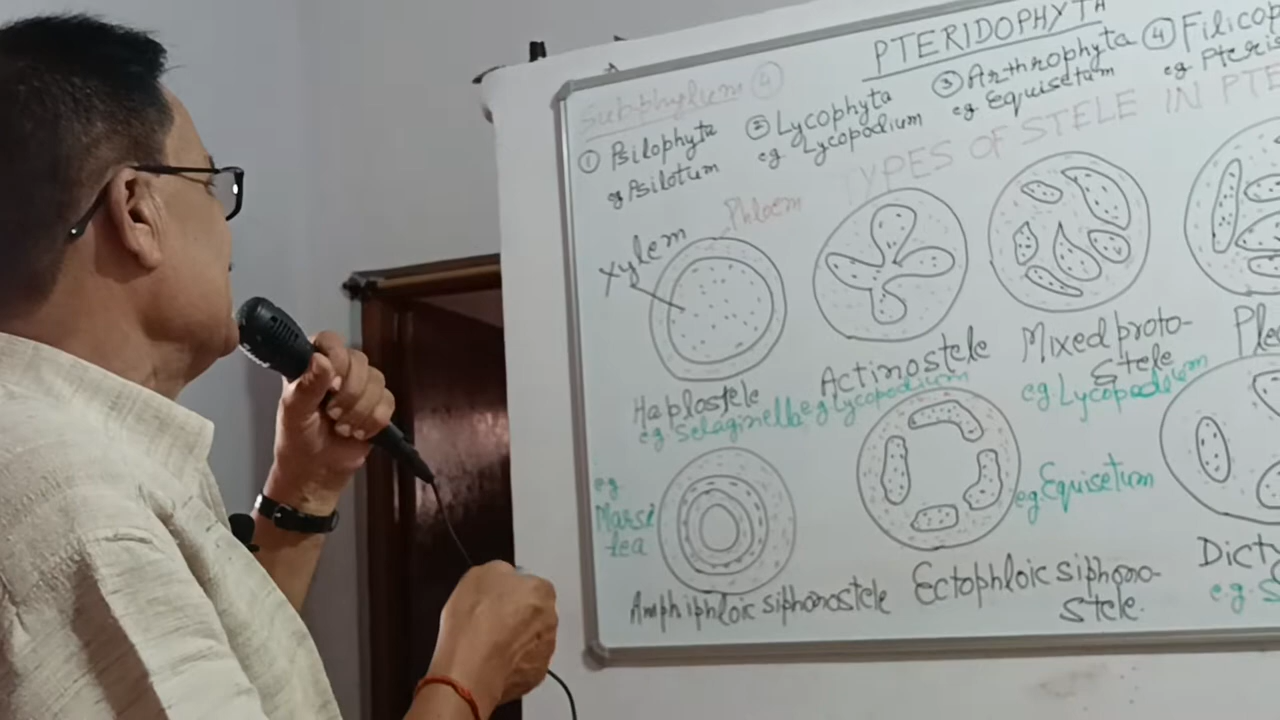 PTERIDOPHYTA
Subphylum ④
① Psilophyta
eg Psilotum
② Lycophyta
eg Lycopodium
③ Arthrophyta
eg Equisetum
④ Filicop
eg Pteri
TYPES OF STELE IN PTE
Xylem
Phloem
Haplostele
eg Selaginella
Actinostele
eg Lycopodium
Mixed proto-
stele
eg Lycopodium
Ple
eg.
Marsi
lea
Amphiphloic siphonostele
Ectophloic siphono-
stele.
eg Equisetum
Dicty
e.g. S